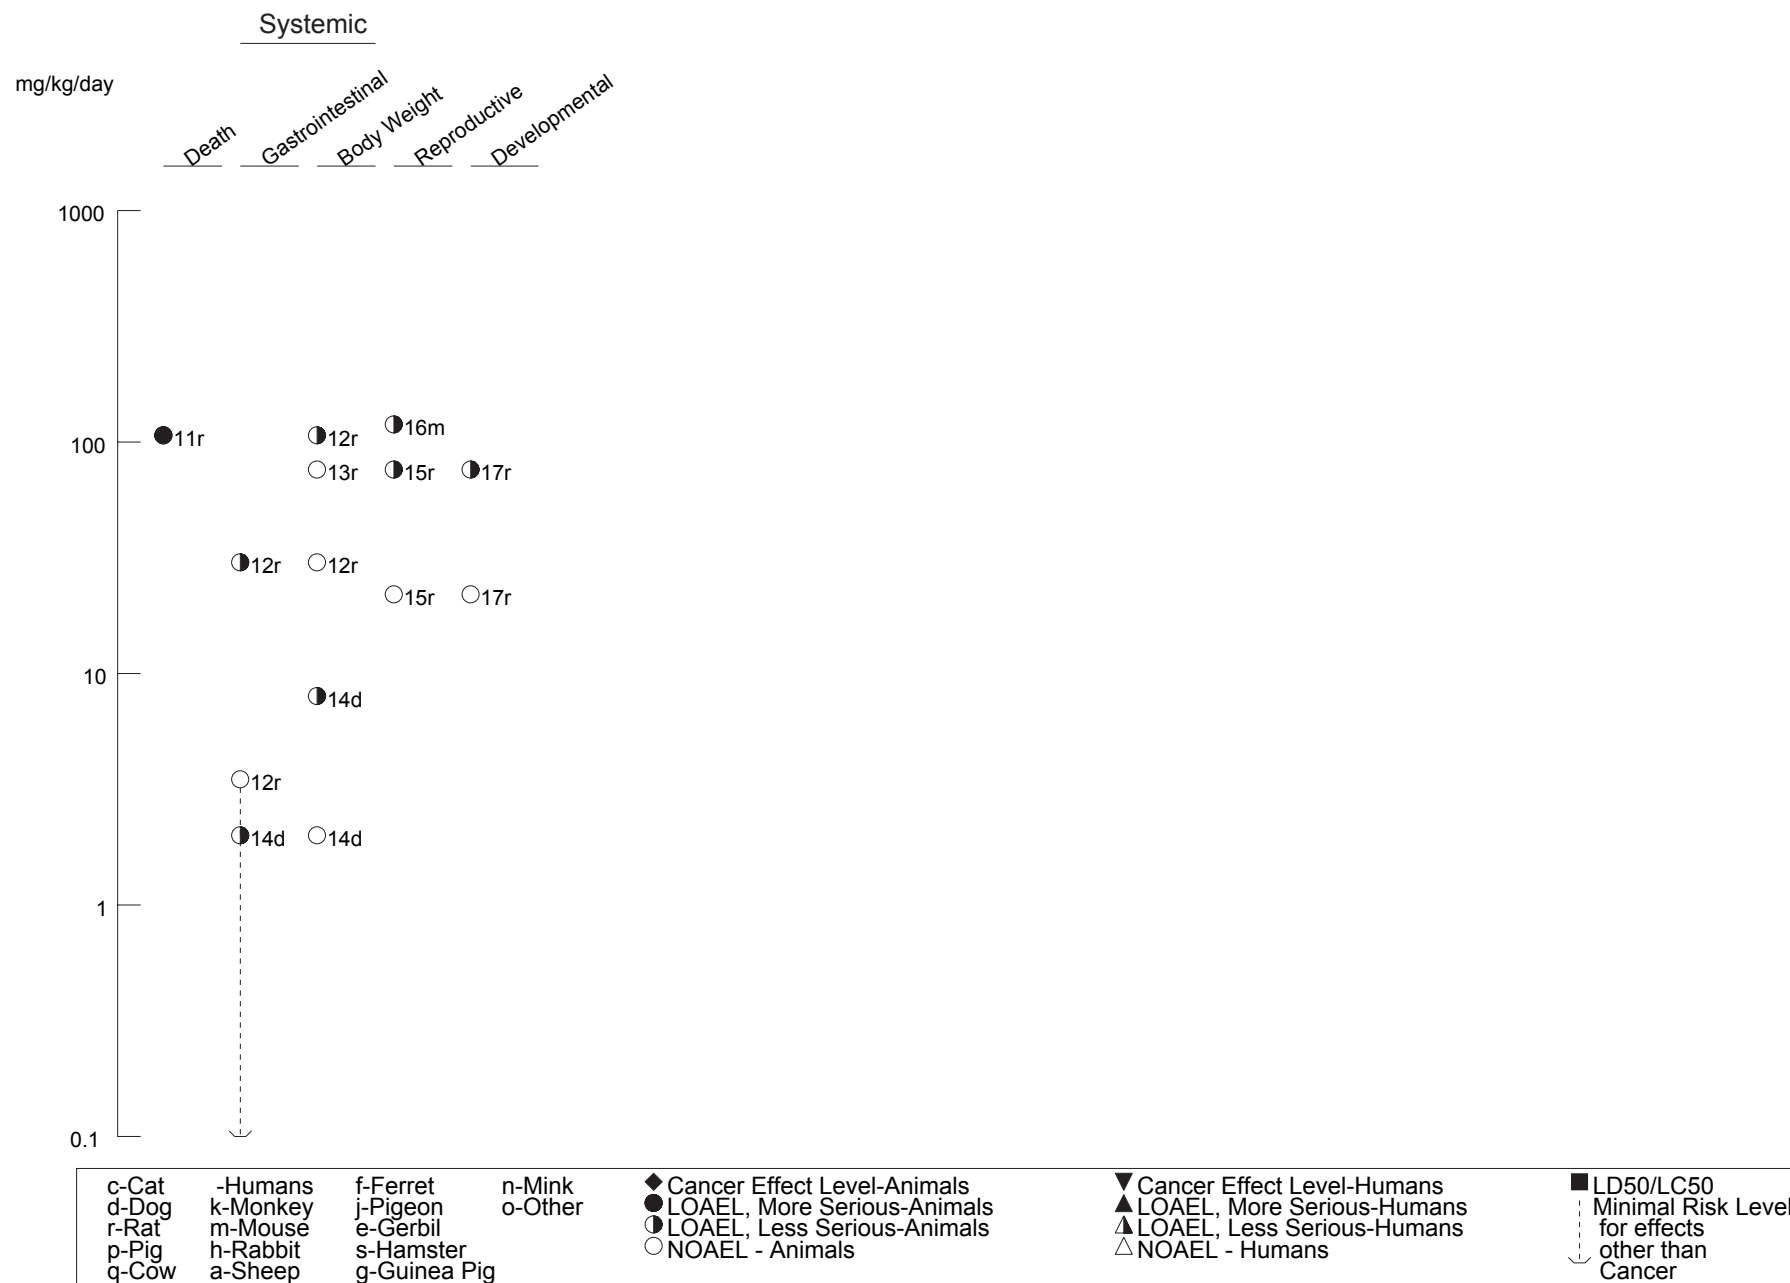 Systemic
mg/kg/day
Death
Gastrointestinal
Body Weight
Reproductive
Developmental
1000
16m
100
11r
12r
13r
15r
17r
12r
12r
15r
17r
10
14d
12r
14d
14d
1
0.1
c-Cat -Humans f-Ferret n-Mink Cancer Effect Level-Animals Cancer Effect Level-Humans LD50/LC50
d-Dog k-Monkey j-Pigeon o-Other LOAEL, More Serious-Animals LOAEL, More Serious-Humans Minimal Risk Level
r-Rat m-Mouse e-Gerbil LOAEL, Less Serious-Animals LOAEL, Less Serious-Humans for effects
p-Pig h-Rabbit s-Hamster NOAEL - Animals NOAEL - Humans other than
q-Cow a-Sheep g-Guinea Pig Cancer